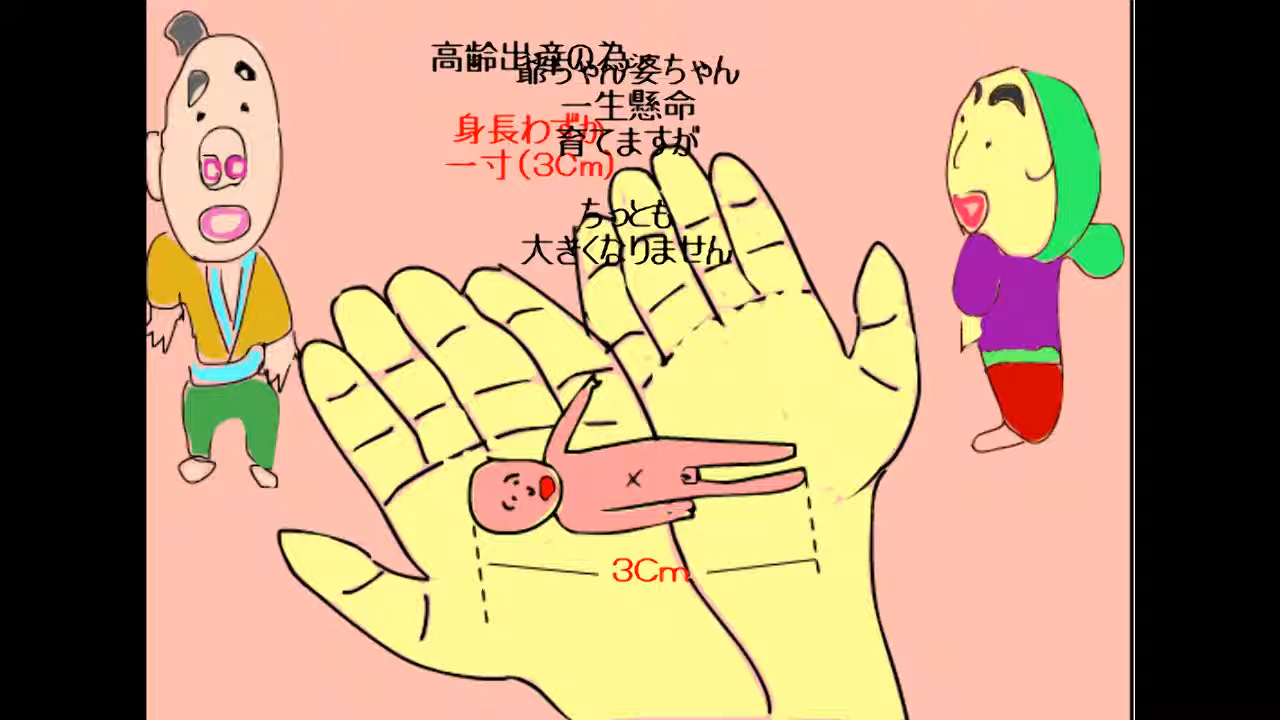 高齢出産の為
身長わずか
一寸(3Cm)
爺ちゃん婆ちゃん
一生懸命
育てますが
ちっとも
大きくなりません
3Cm